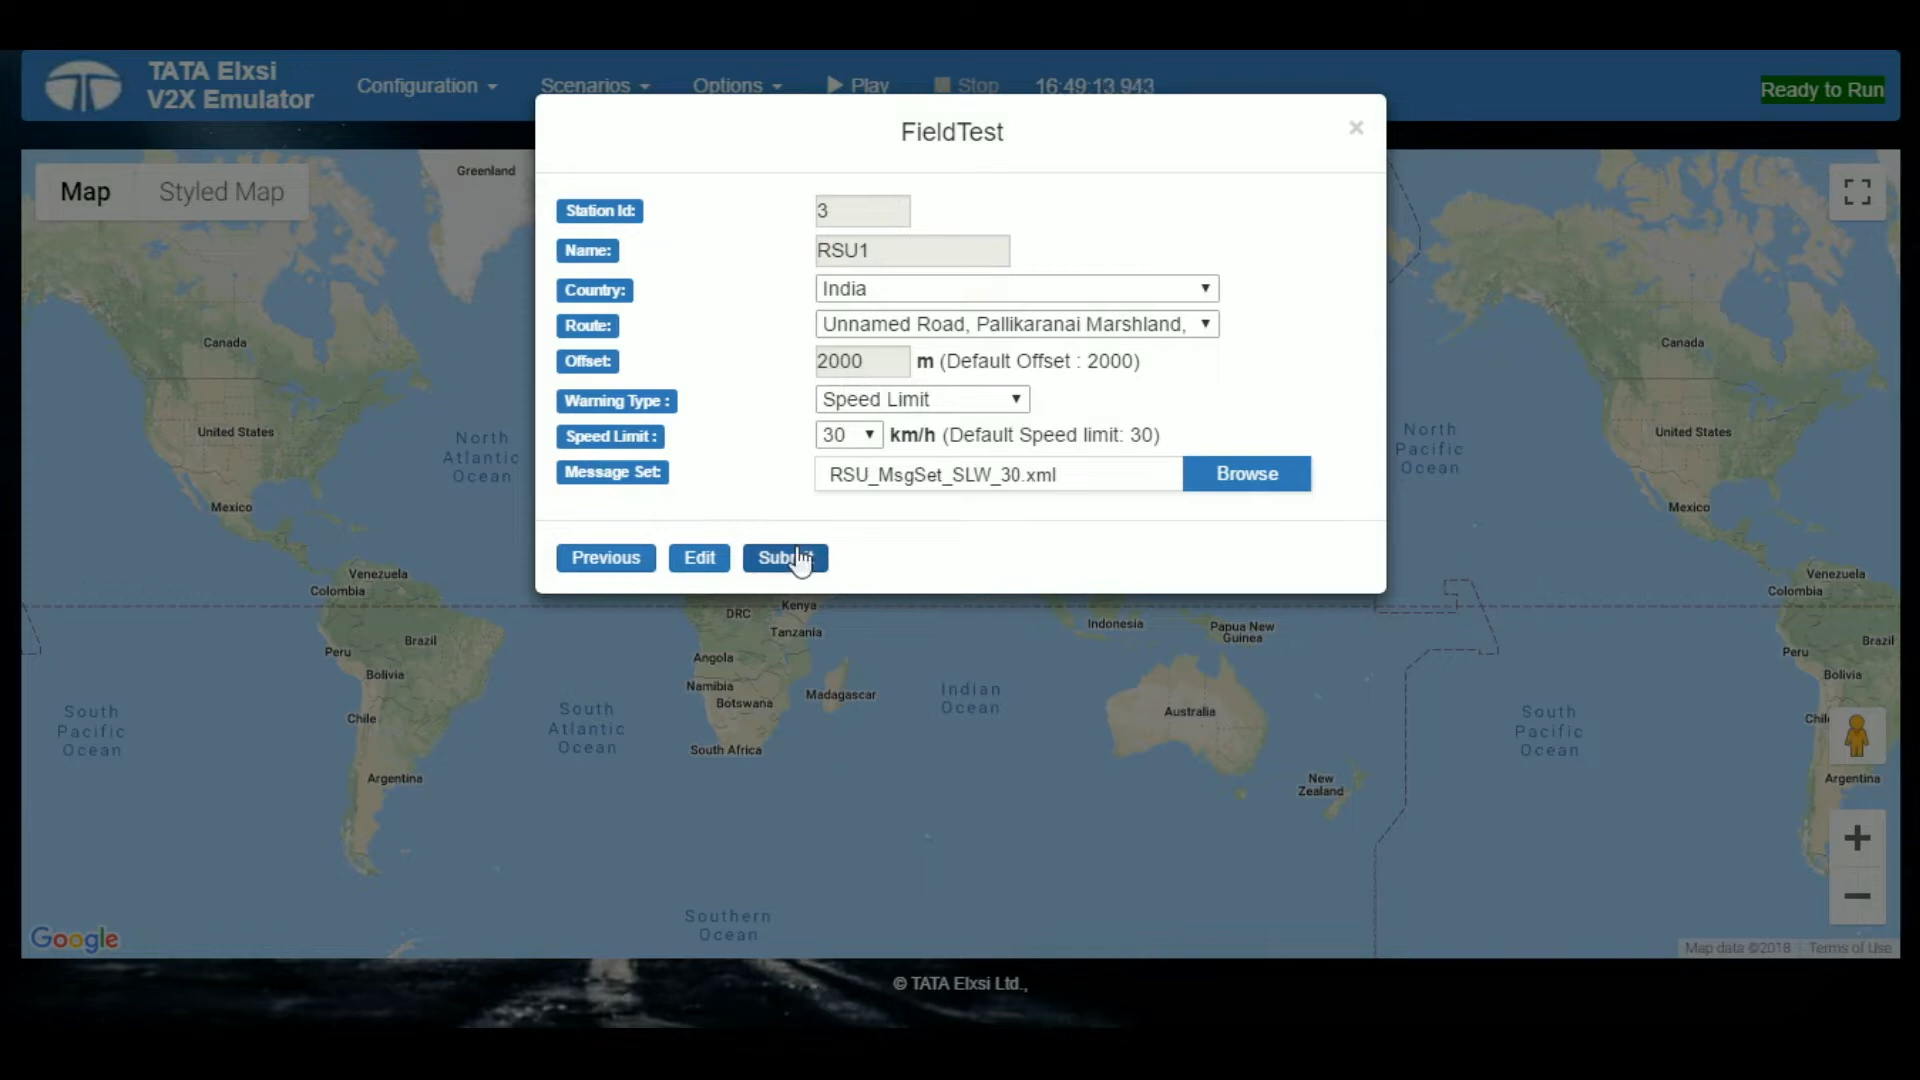 TATA Elxsi
V2X Emulator
Configuration
Scenarios
Options
Play
Stop
16:49:13 943
Ready to Run
FieldTest
×
Map
Styled Map
Station Id:
3
Name:
RSU1
Country:
India
Route:
Unnamed Road, Pallikaranai Marshland,
Offset:
2000
m (Default Offset : 2000)
Warning Type :
Speed Limit
Speed Limit :
30
km/h (Default Speed limit: 30)
Message Set:
RSU_MsgSet_SLW_30.xml
Browse
Previous
Edit
Submit
Greenland
Canada
United States
Mexico
North
Atlantic
Ocean
Venezuela
Colombia
Brazil
Peru
Bolivia
Chile
Argentina
South
Pacific
Ocean
South
Atlantic
Ocean
DRC
Kenya
Tanzania
Angola
Namibia
Botswana
Madagascar
South Africa
Indian
Ocean
Indonesia
Papua New
Guinea
Australia
New
Zealand
Southern
Ocean
North
Pacific
Ocean
Canada
United States
Mexico
Venezuela
Colombia
Brazil
Peru
Bolivia
South
Pacific
Ocean
Argentina
Google
Map data ©2018
Terms of Use
© TATA Elxsi Ltd.,